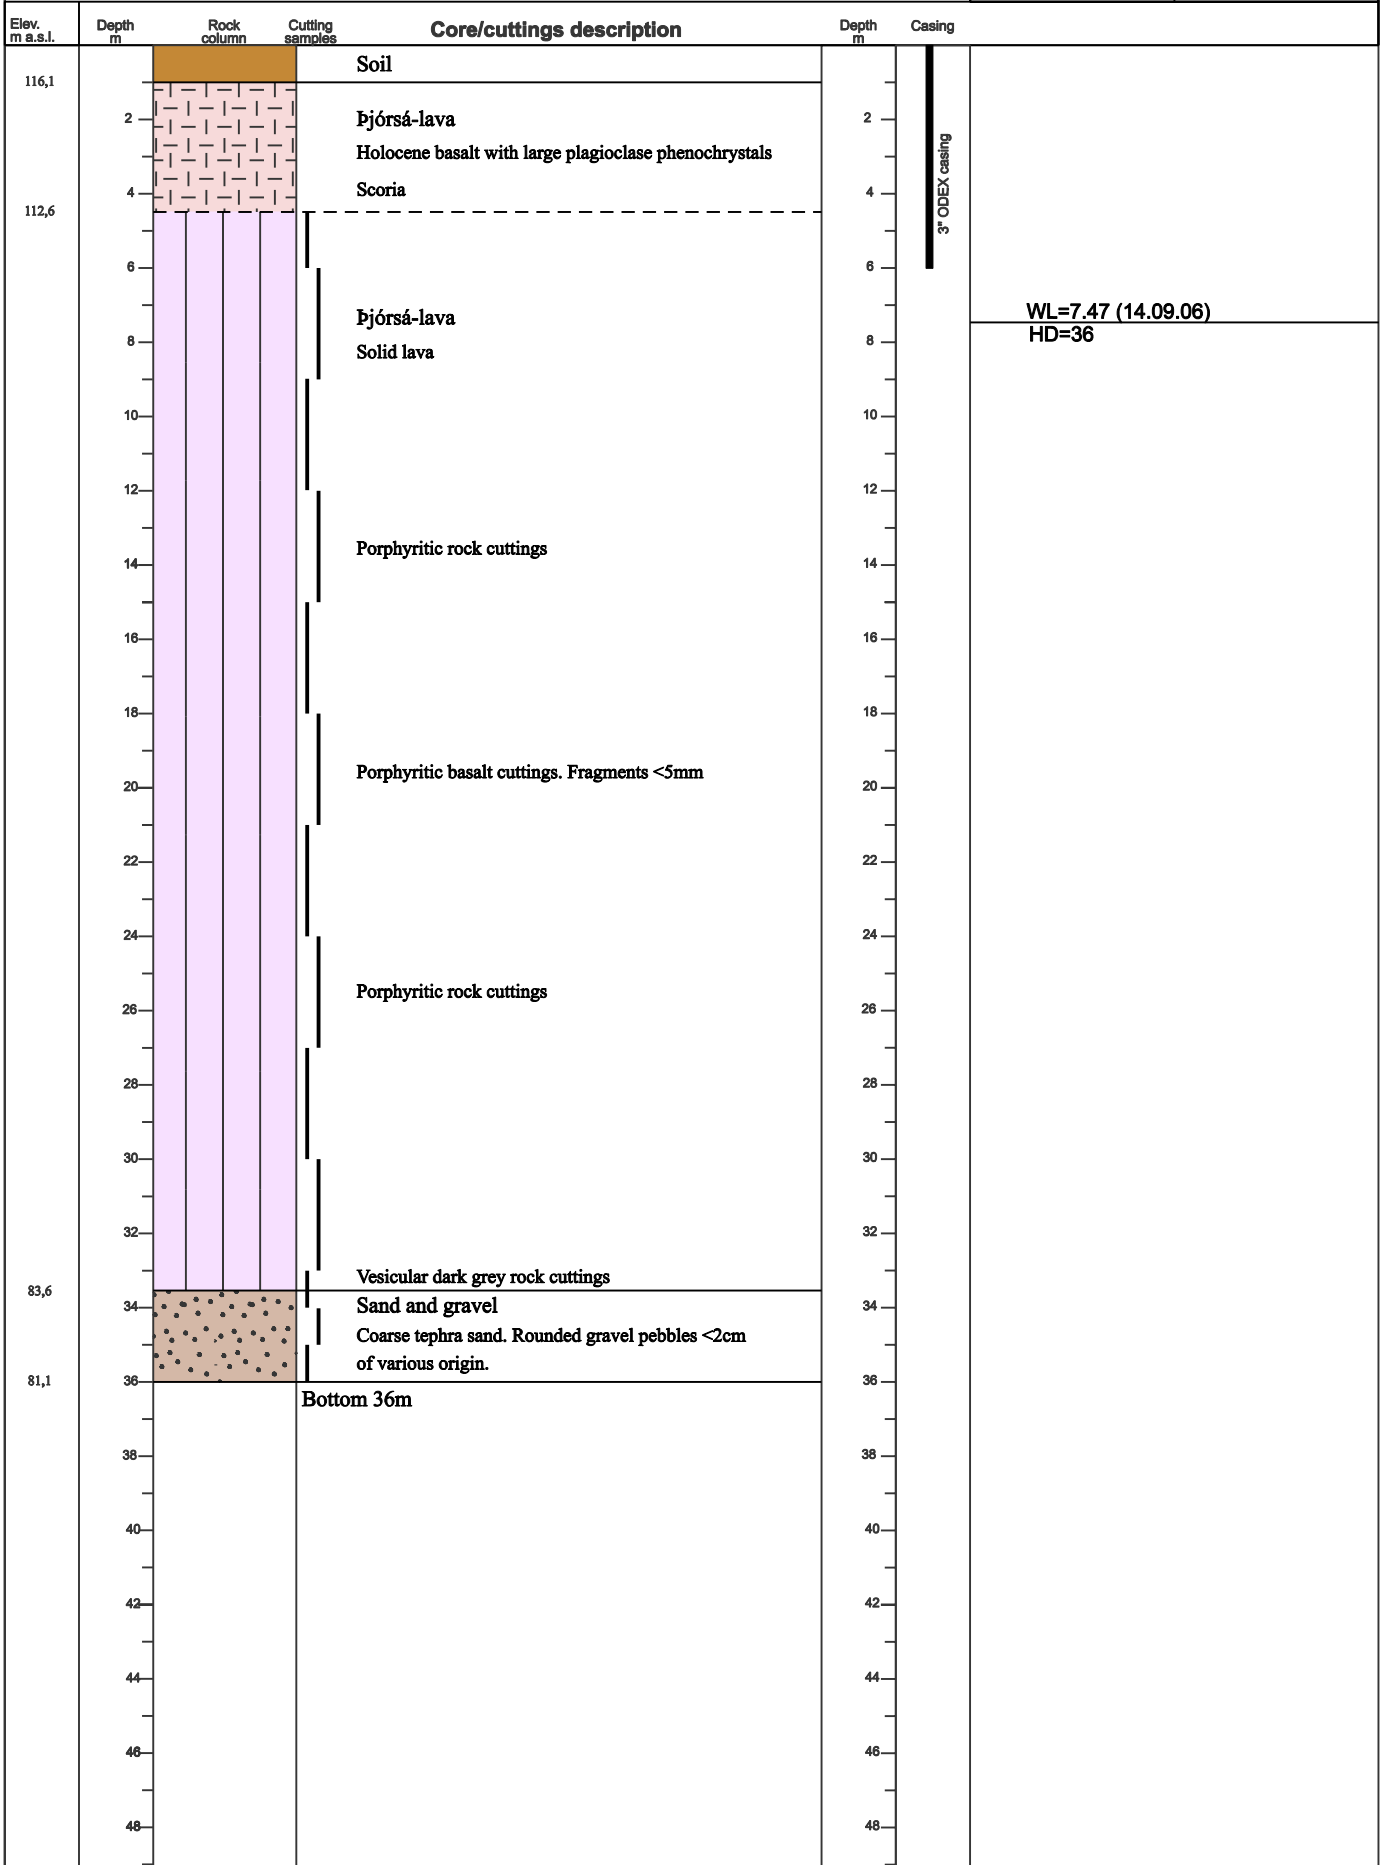 Elev.
m a.s.l.
Depth
m
Rock
column
Cutting
samples
Core/cuttings description
Depth
m
Casing
Soil
116,1
2
Þjórsá-lava
2
Holocene basalt with large plagioclase phenochrystals
4
Scoria
4
3" ODEX casing
112,6
6
6
Þjórsá-lava
WL=7.47 (14.09.06)
8
Solid lava
8
HD=36
10
10
12
12
Porphyritic rock cuttings
14
14
16
16
18
18
Porphyritic basalt cuttings. Fragments <5mm
20
20
22
22
24
24
Porphyritic rock cuttings
26
26
28
28
30
30
32
32
Vesicular dark grey rock cuttings
83,6
34
Sand and gravel
34
Coarse tephra sand. Rounded gravel pebbles <2cm
of various origin.
81,1
36
36
Bottom 36m
38
38
40
40
42
42
44
44
46
46
48
48